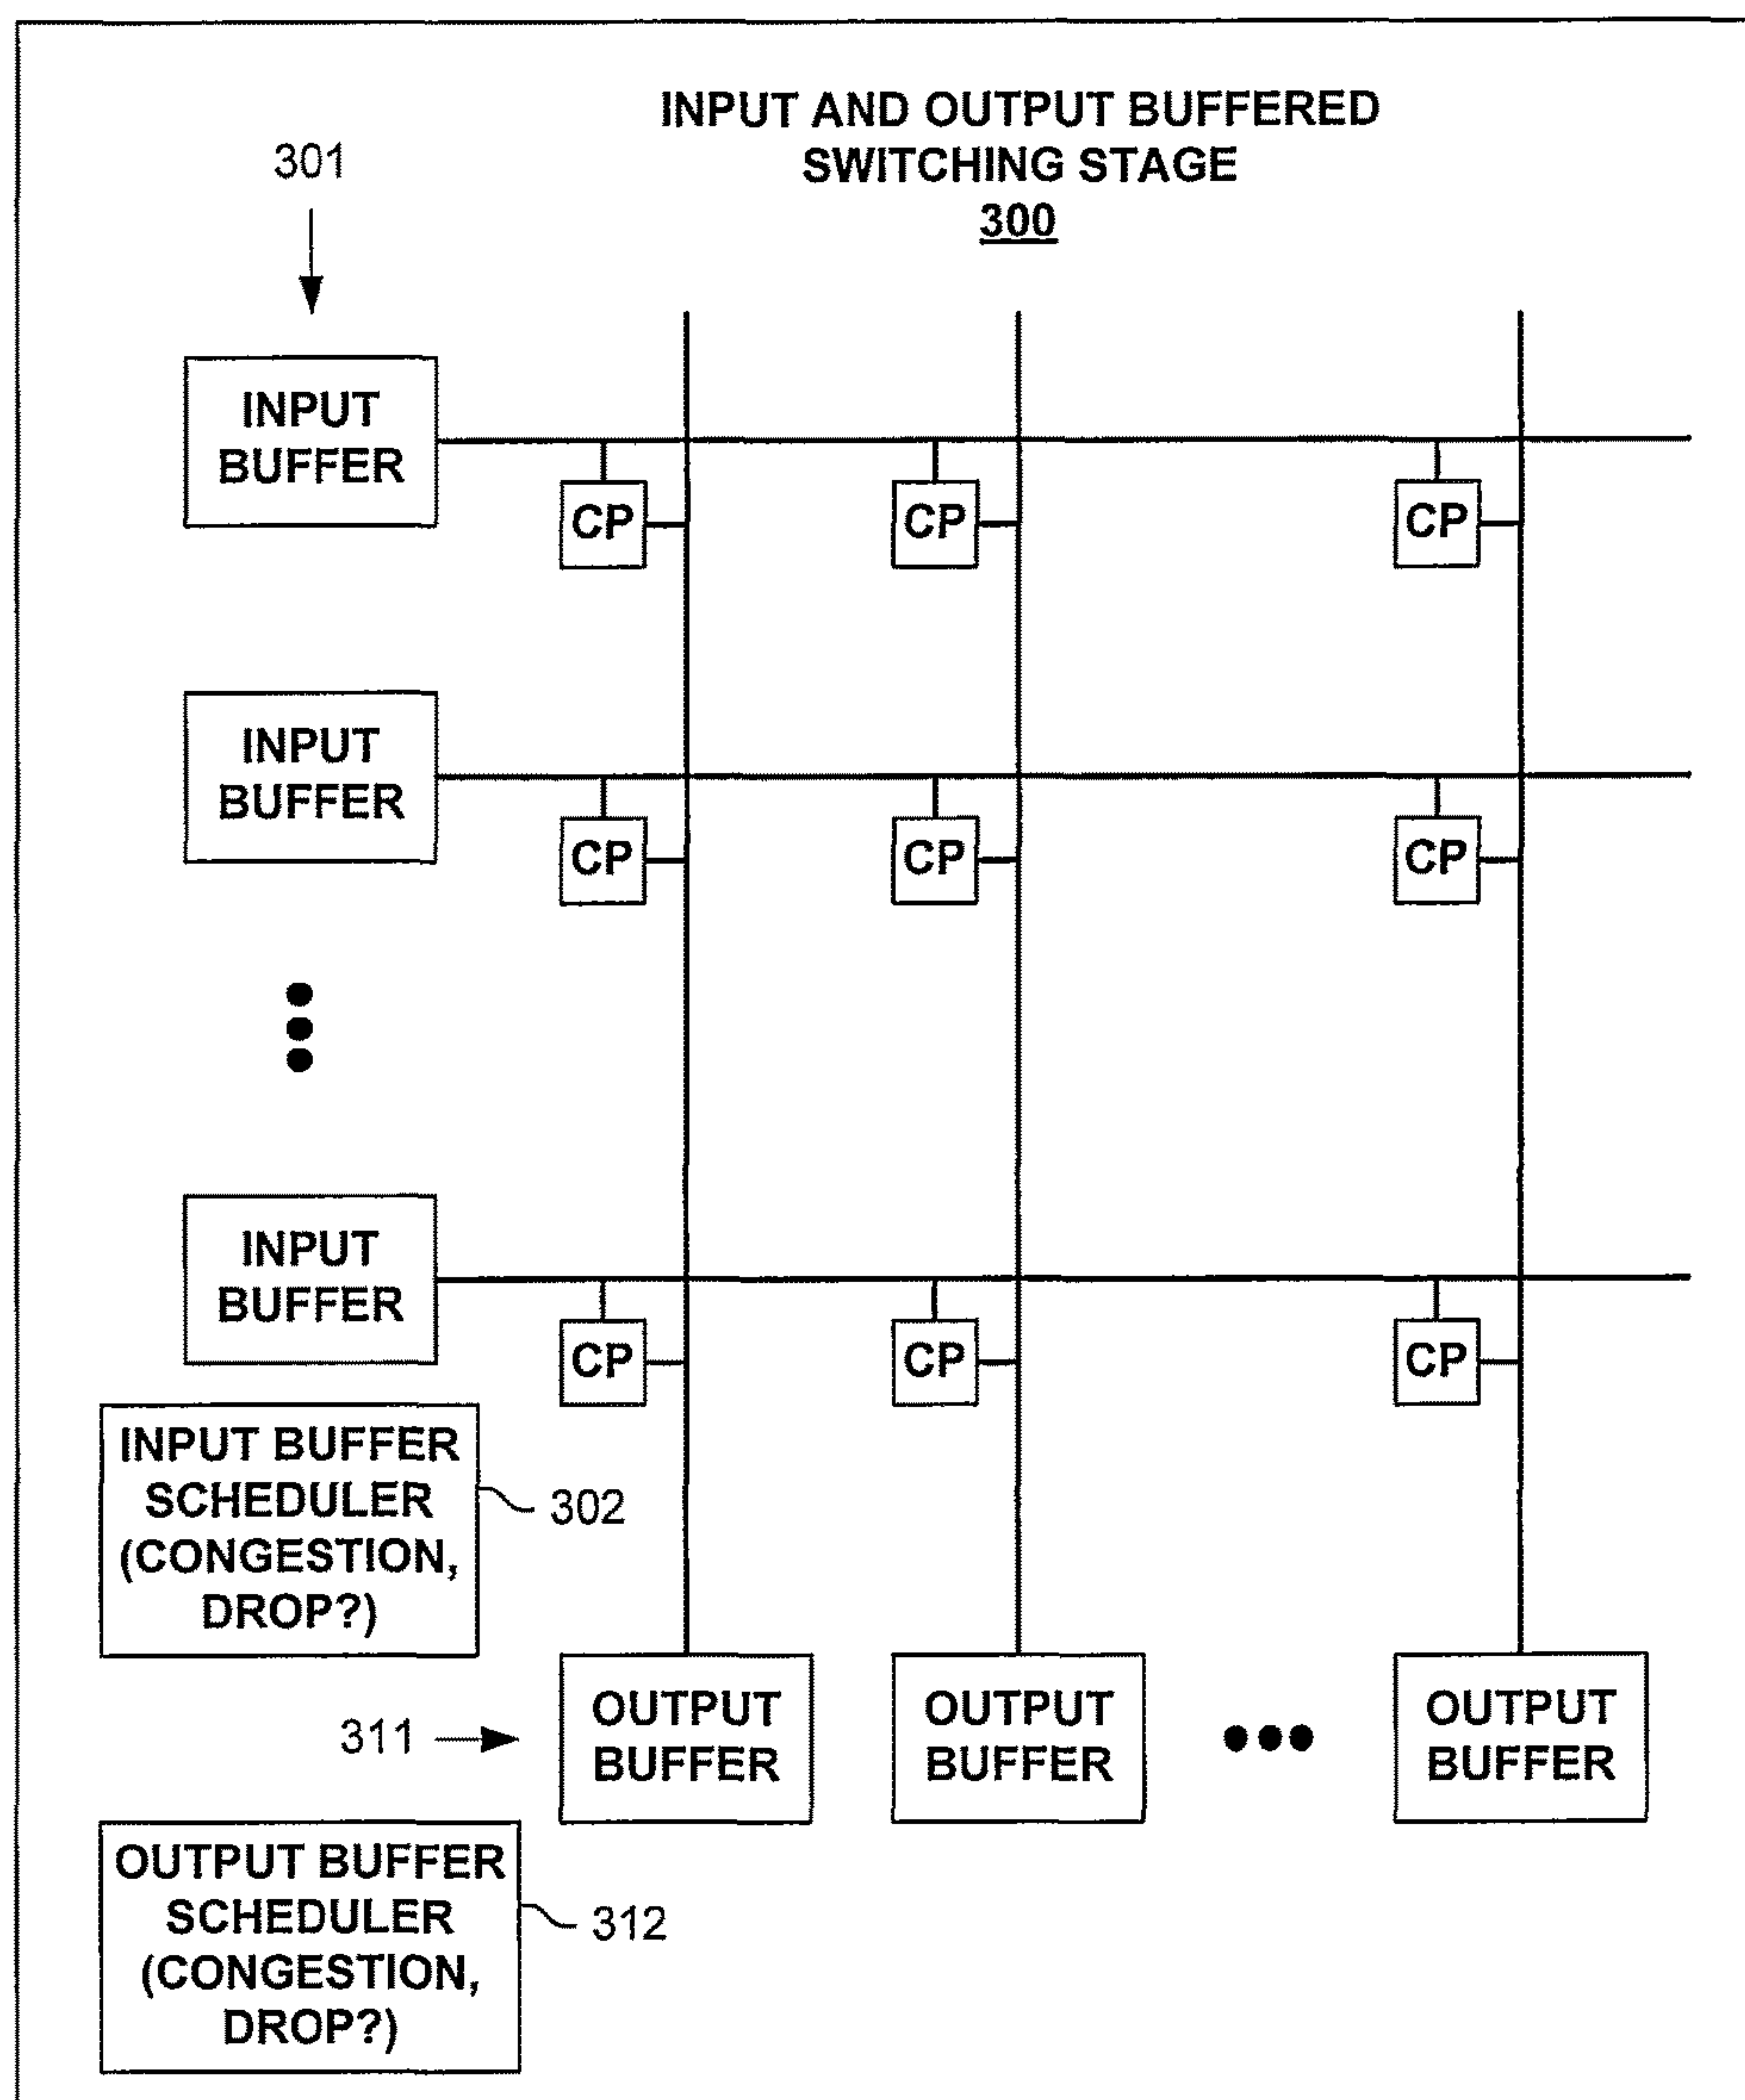 INPUT AND OUTPUT BUFFERED
SWITCHING STAGE
300
301
INPUT
BUFFER
CP
CP
CP
INPUT
BUFFER
CP
CP
CP
INPUT
BUFFER
CP
CP
CP
INPUT BUFFER
SCHEDULER
(CONGESTION,
DROP?)
302
311
OUTPUT
BUFFER
OUTPUT
BUFFER
OUTPUT
BUFFER
OUTPUT BUFFER
SCHEDULER
(CONGESTION,
DROP?)
312